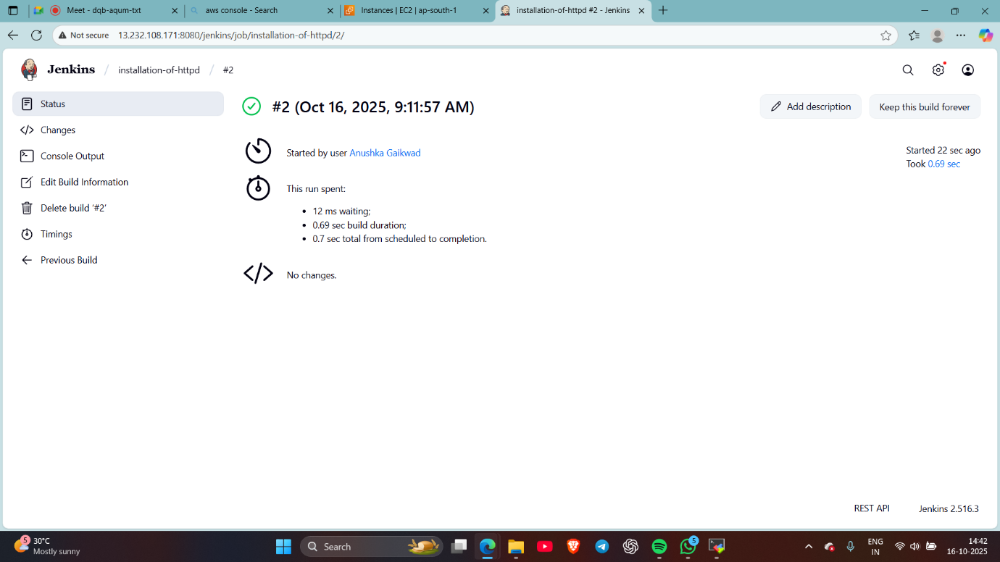 Meet - dqb-aqum-txt
aws console - Search
Instances | EC2 | ap-south-1
installation-of-httpd #2 - Jenkins
Not secure
13.232.108.171:8080/jenkins/job/installation-of-httpd/2/
Jenkins / installation-of-httpd / #2
Status
Changes
Console Output
Edit Build Information
Delete build ‘#2’
Timings
Previous Build
#2 (Oct 16, 2025, 9:11:57 AM)
Add description
Keep this build forever
Started by user Anushka Gaikwad
Started 22 sec ago
Took 0.69 sec
This run spent:
• 12 ms waiting;
• 0.69 sec build duration;
• 0.7 sec total from scheduled to completion.
No changes.
REST API
Jenkins 2.516.3
5
30°C
Mostly sunny
Search
5
ENG
IN
14:42
16-10-2025